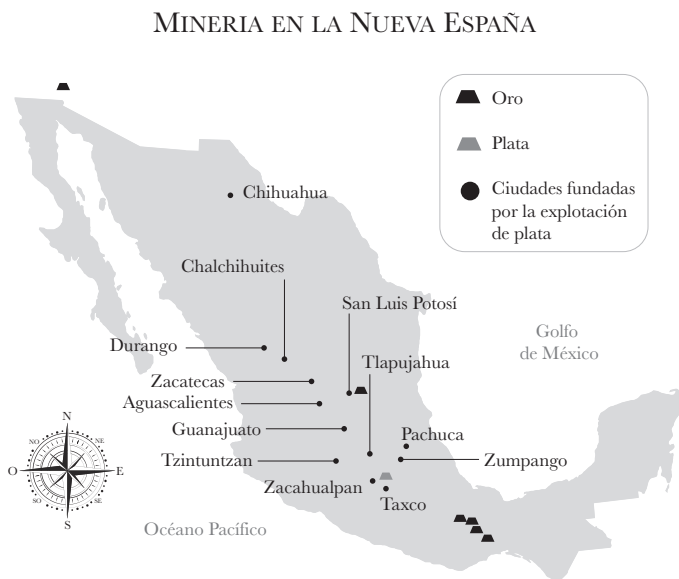 MINERIA EN LA NUEVA ESPAÑA
Oro
Plata
Ciudades fundadas
por la explotación
de plata
Chihuahua
Chalchihuites
San Luis Potosí
Golfo
de México
Durango
Tlapujahua
Zacatecas
Aguascalientes
Guanajuato
Pachuca
Tzintuntzan
Zumpango
Zacahualpan
Taxco
Océano Pacífico
N
NO
NE
O
E
SO
SE
S